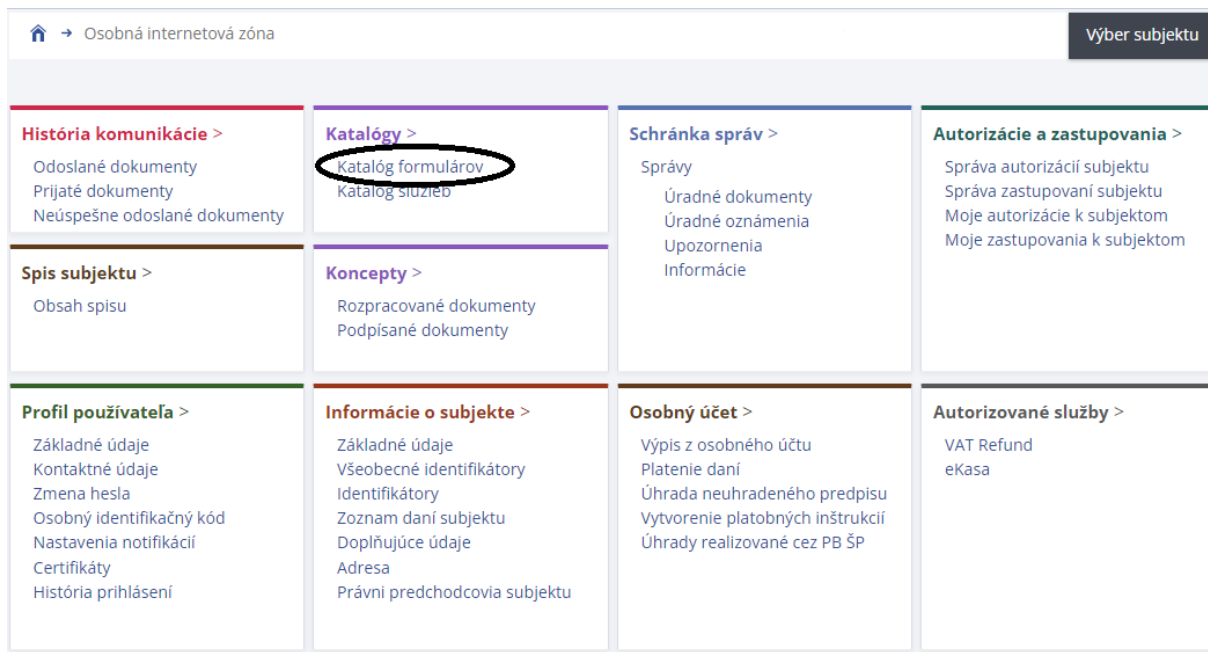 Osobná internetová zóna
Výber subjektu
História komunikácie >
Odoslané dokumenty
Prijaté dokumenty
Neúspešne odoslané dokumenty
Katalógy >
Katalóg formulárov
Katalóg služieb
Schránka správ >
Správy
Úradné dokumenty
Úradné oznámenia
Upozornenia
Informácie
Autorizácie a zastupovania >
Správa autorizácií subjektu
Správa zastupovaní subjektu
Moje autorizácie k subjektom
Moje zastupovania k subjektom
Spis subjektu >
Obsah spisu
Koncepty >
Rozpracované dokumenty
Podpísané dokumenty
Profil používateľa >
Základné údaje
Kontaktné údaje
Zmena hesla
Osobný identifikačný kód
Nastavenia notifikácií
Certifikáty
História prihlásení
Informácie o subjekte >
Základné údaje
Všeobecné identifikátory
Identifikátory
Zoznam daní subjektu
Doplňujúce údaje
Adresa
Právni predchodcovia subjektu
Osobný účet >
Výpis z osobného účtu
Platenie daní
Úhrada neuhradeného predpisu
Vytvorenie platobných inštrukcií
Úhrady realizované cez PB ŠP
Autorizované služby >
VAT Refund
eKasa